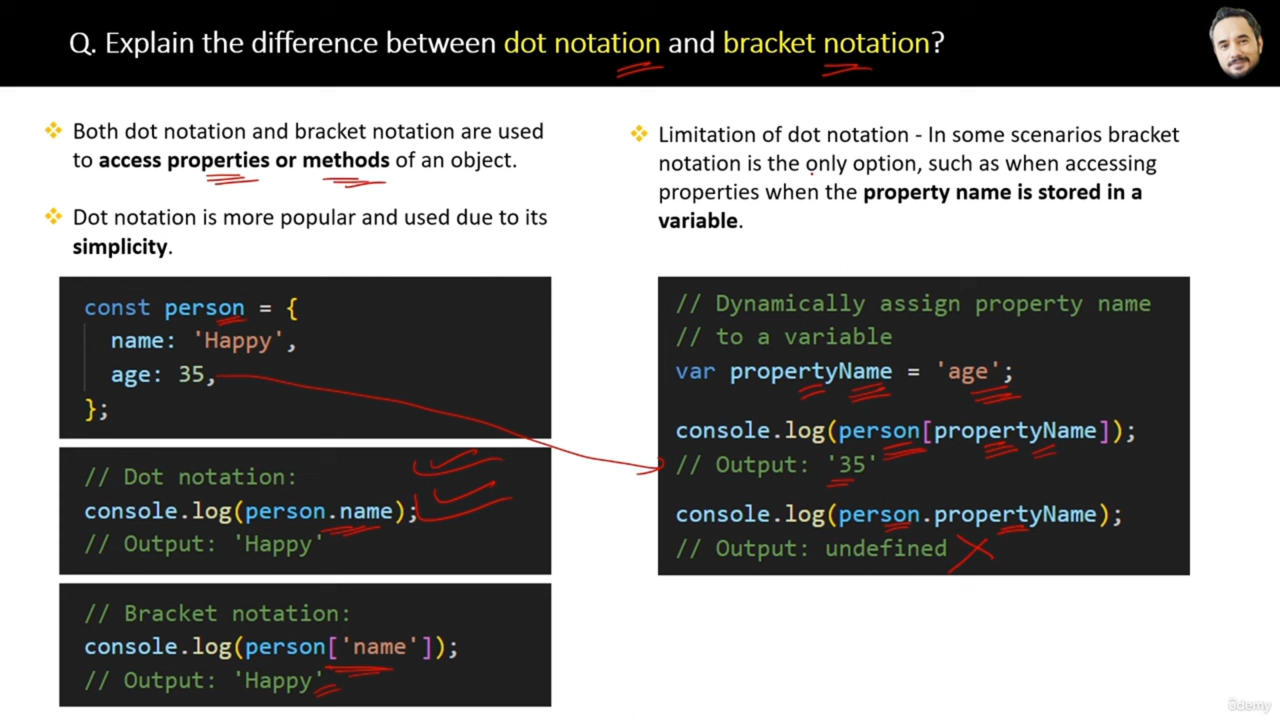 Q. Explain the difference between dot notation and bracket notation?
Both dot notation and bracket notation are used
to access properties or methods of an object.
Dot notation is more popular and used due to its
simplicity.
const person = {
name: 'Happy',
age: 35,
};
// Dot notation:
console.log(person.name);
// Output: 'Happy'
// Bracket notation:
console.log(person['name']);
// Output: 'Happy'
Limitation of dot notation - In some scenarios bracket
notation is the only option, such as when accessing
properties when the property name is stored in a
variable.
// Dynamically assign property name
// to a variable
var propertyName = 'age';
console.log(person[propertyName]);
// Output: '35'
console.log(person.propertyName);
// Output: undefined
ûdemy